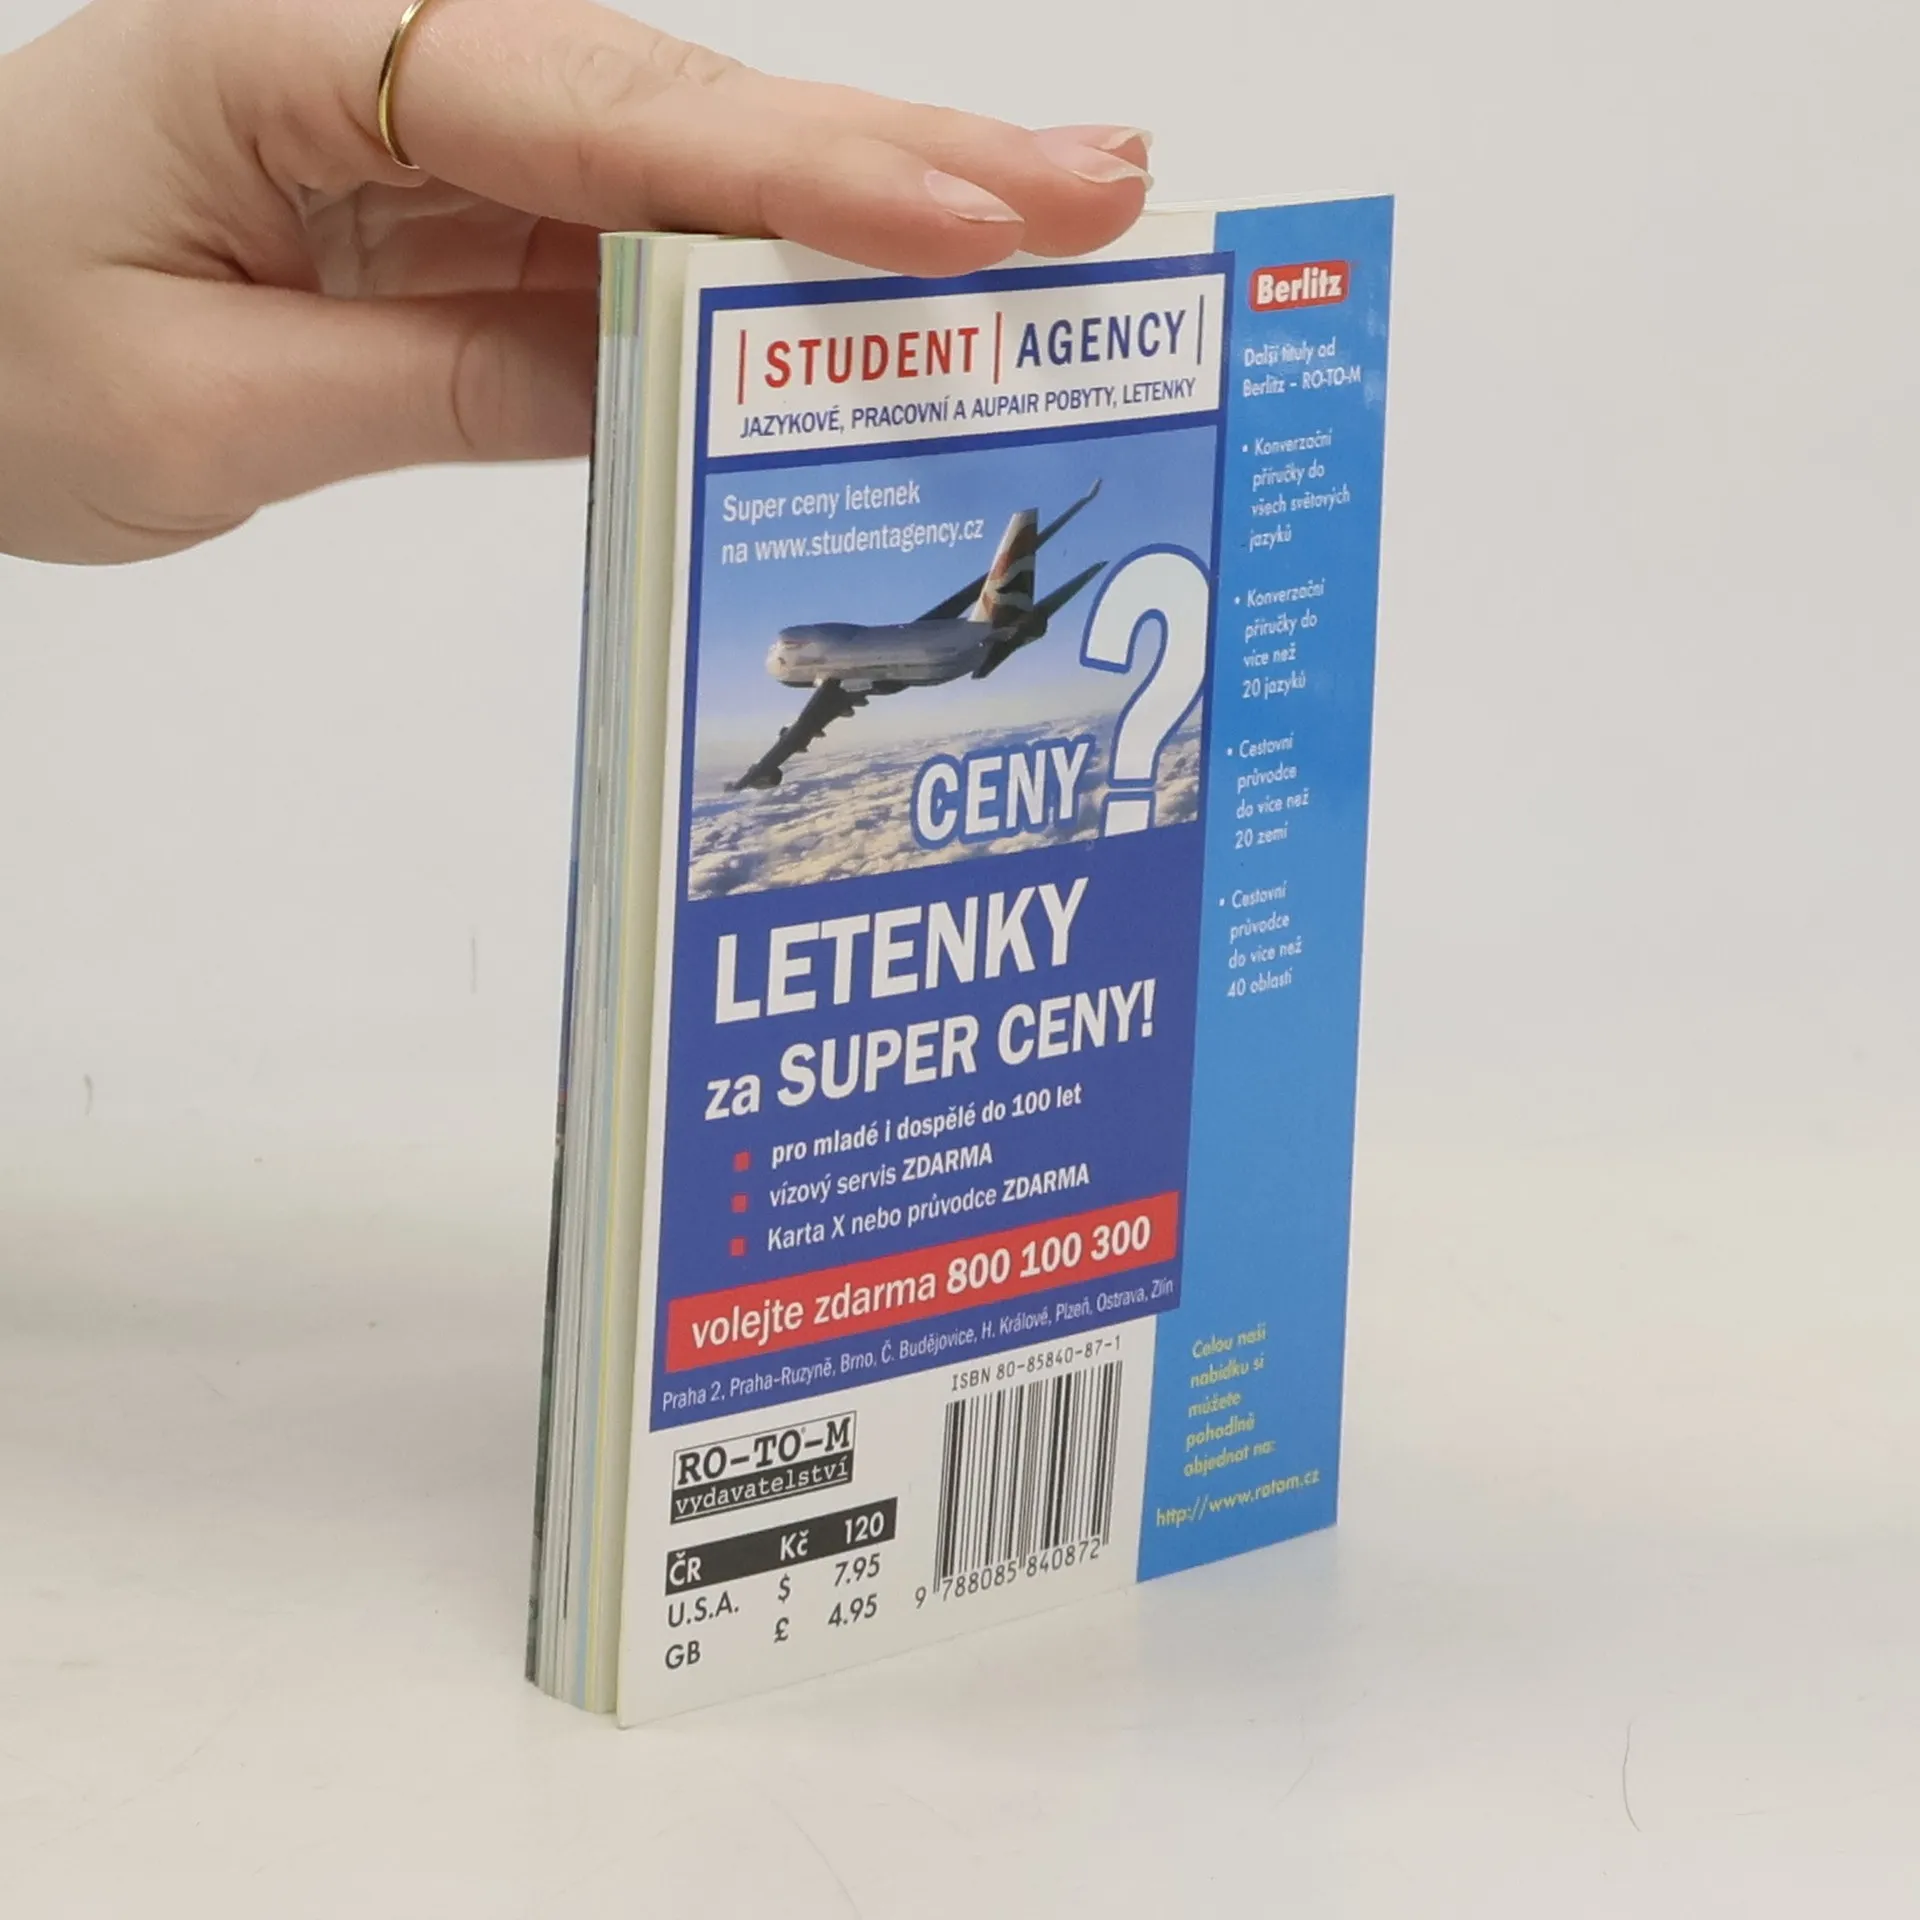 |STUDENT|AGENCY|
JAZYKOVÉ, PRACOVNÍ A AUPAIR POBYTY, LETENKY
Super ceny letenek
na www.studentagency.cz
CENY?
LETENKY
za SUPER CENY!
pro mladé i dospělé do 100 let
vízový servis ZDARMA
Karta X nebo průvodce ZDARMA
volejte zdarma 800 100 300
Praha 2, Praha-Ruzyně, Brno, Č. Budějovice, H. Králové, Plzeň, Ostrava, Zlín
RO-TO-M
vydavatelství
ČR Kč 120
U.S.A. $ 7.95
GB £ 4.95
ISBN 80-85840-87-1
9 788085 840872
Berlitz
Další tituly od
Berlitz – RO-TO-M
• Konverzační
příručky do
všech světových
jazyků
• Konverzační
příručky do
více než
20 jazyků
• Cestovní
průvodce
do více než
20 zemí
• Cestovní
průvodce
do více než
40 oblastí
Celou naši
nabídku si
můžete
pohodlně
objednat na:
http://www.rotom.cz